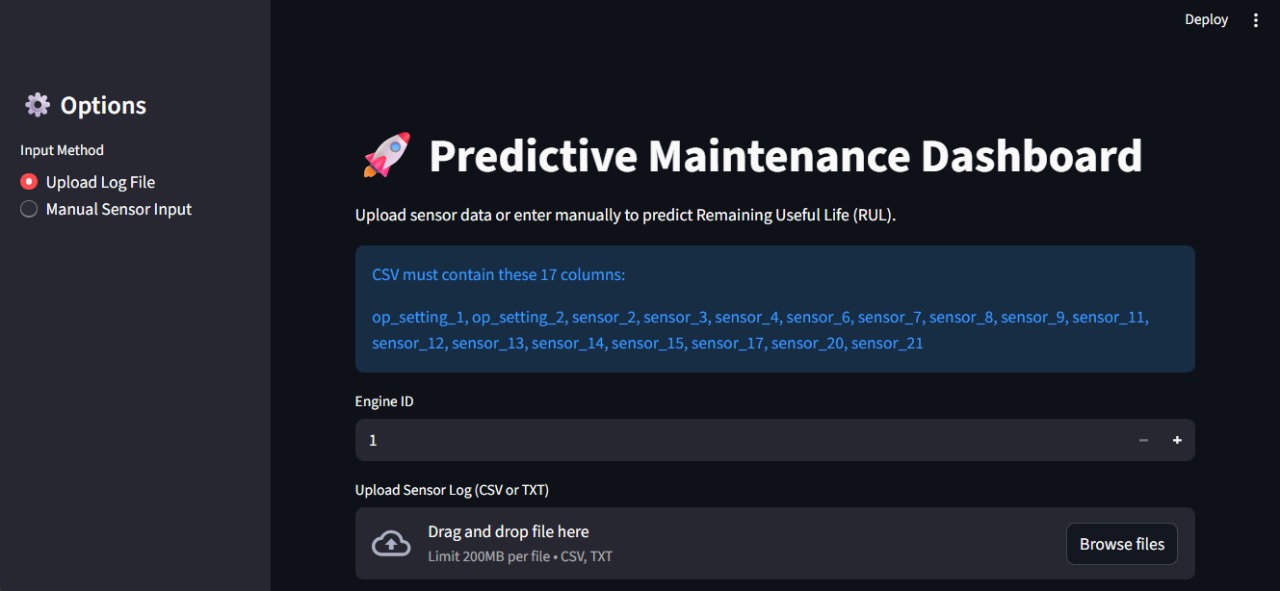 Deploy
Options
Input Method
Upload Log File
Manual Sensor Input
Predictive Maintenance Dashboard
Upload sensor data or enter manually to predict Remaining Useful Life (RUL).
CSV must contain these 17 columns:
op_setting_1, op_setting_2, sensor_2, sensor_3, sensor_4, sensor_6, sensor_7, sensor_8, sensor_9, sensor_11,
sensor_12, sensor_13, sensor_14, sensor_15, sensor_17, sensor_20, sensor_21
Engine ID
1
Upload Sensor Log (CSV or TXT)
Drag and drop file here
Limit 200MB per file • CSV, TXT
Browse files